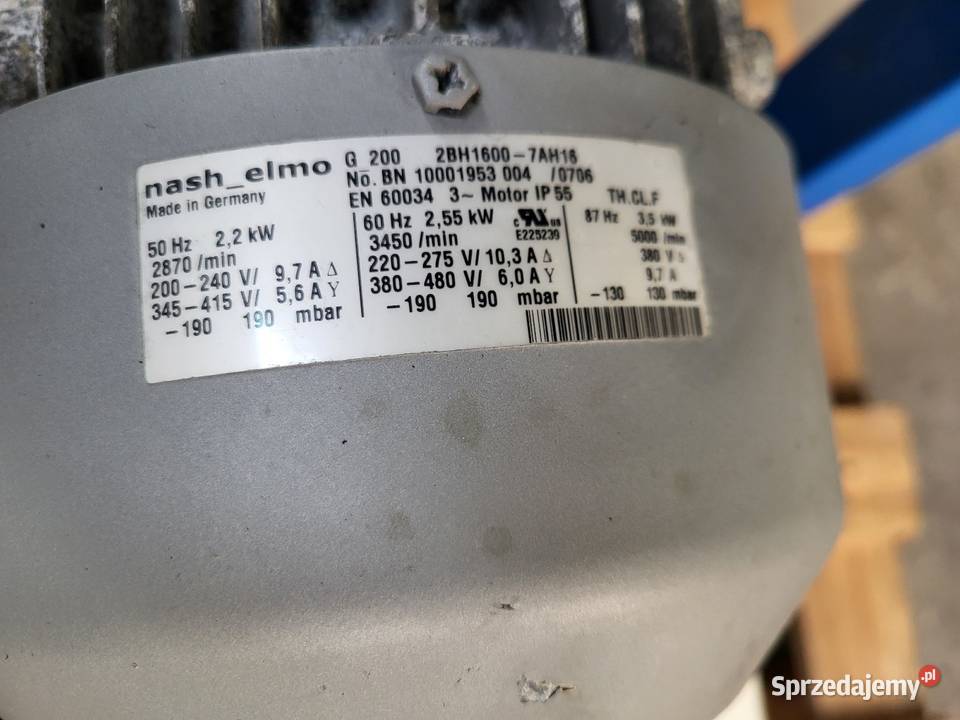 nash_elmo
Made in Germany
G_200 2BH1600-7AH16
No. BN 10001953 004 /0706
EN 60034 3~ Motor IP 55 TH.CL.F
50 Hz 2,2 kW
2870 /min
200-240 V/ 9,7 A Δ
345-415 V/ 5,6 A Y
-190 190 mbar
60 Hz 2,55 kW
3450 /min
220-275 V/ 10,3 A Δ
380-480 V/ 6,0 A Y
-190 190 mbar
c RU us
E225239
87 Hz 3,5 kW
5000 /min
380 V Δ
9,7 A
-130 130 mbar
Sprzedajemy.pl